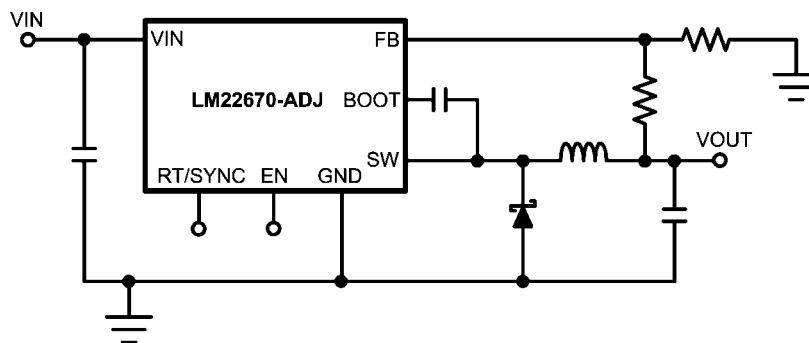 VIN
VIN
FB
LM22670-ADJ
BOOT
VOUT
SW
RT/SYNC
EN
GND